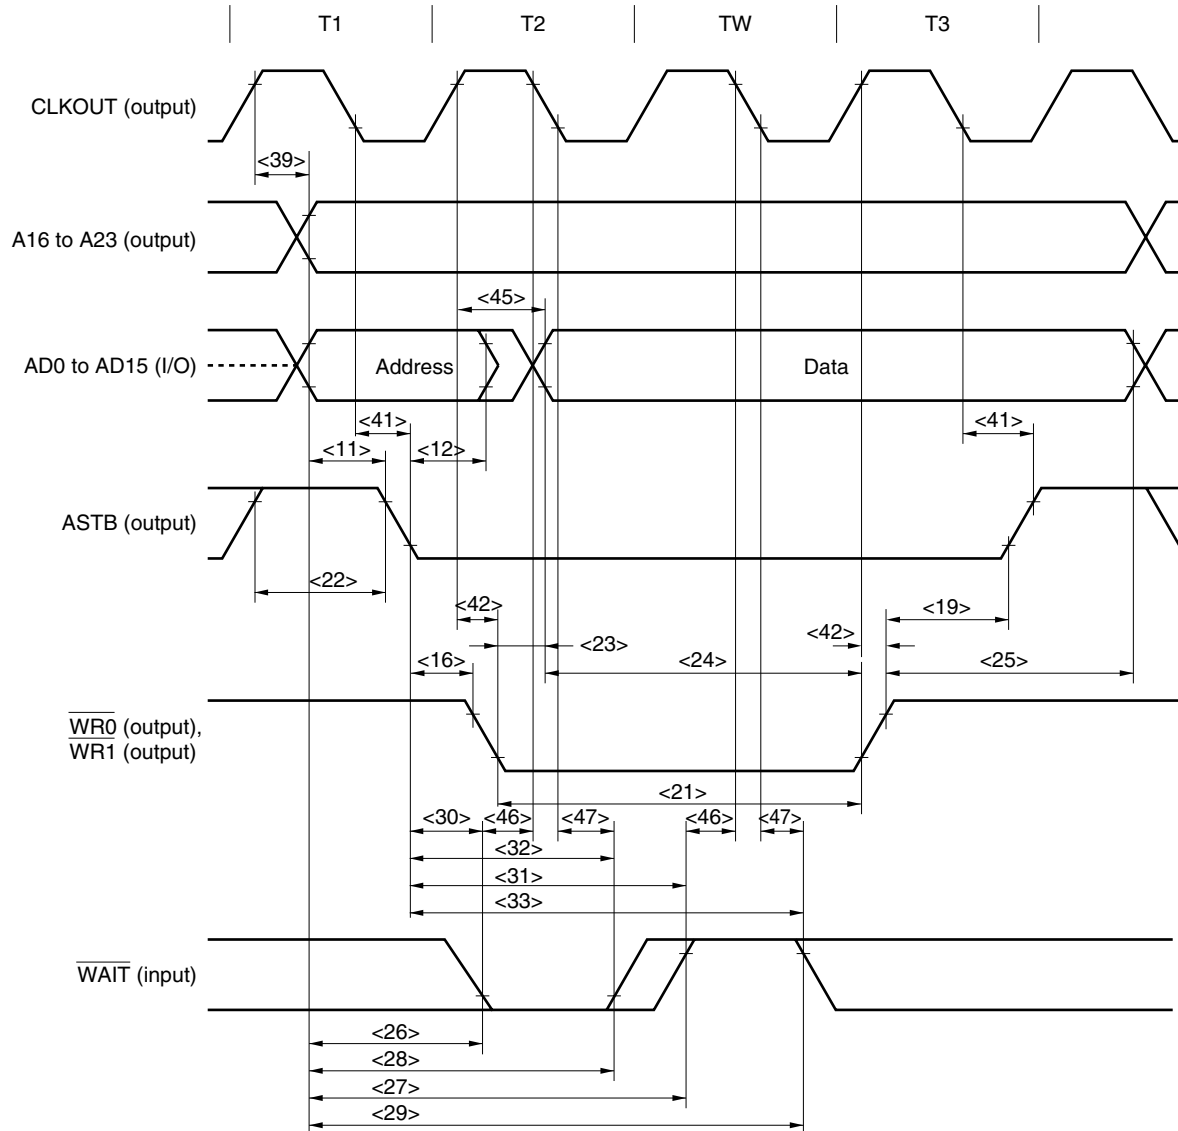 T1 T2 TW T3
CLKOUT (output)
<39>
A16 to A23 (output)
<45>
AD0 to AD15 (I/O) Address Data
<41> <41>
<11> <12>
ASTB (output)
<22>
<42> <19>
<42>
<23>
<16> <24> <25>
WR0 (output),
WR1 (output)
<21>
<30> <46> <47> <46> <47>
<32>
<31>
<33>
WAIT (input)
<26>
<28>
<27>
<29>